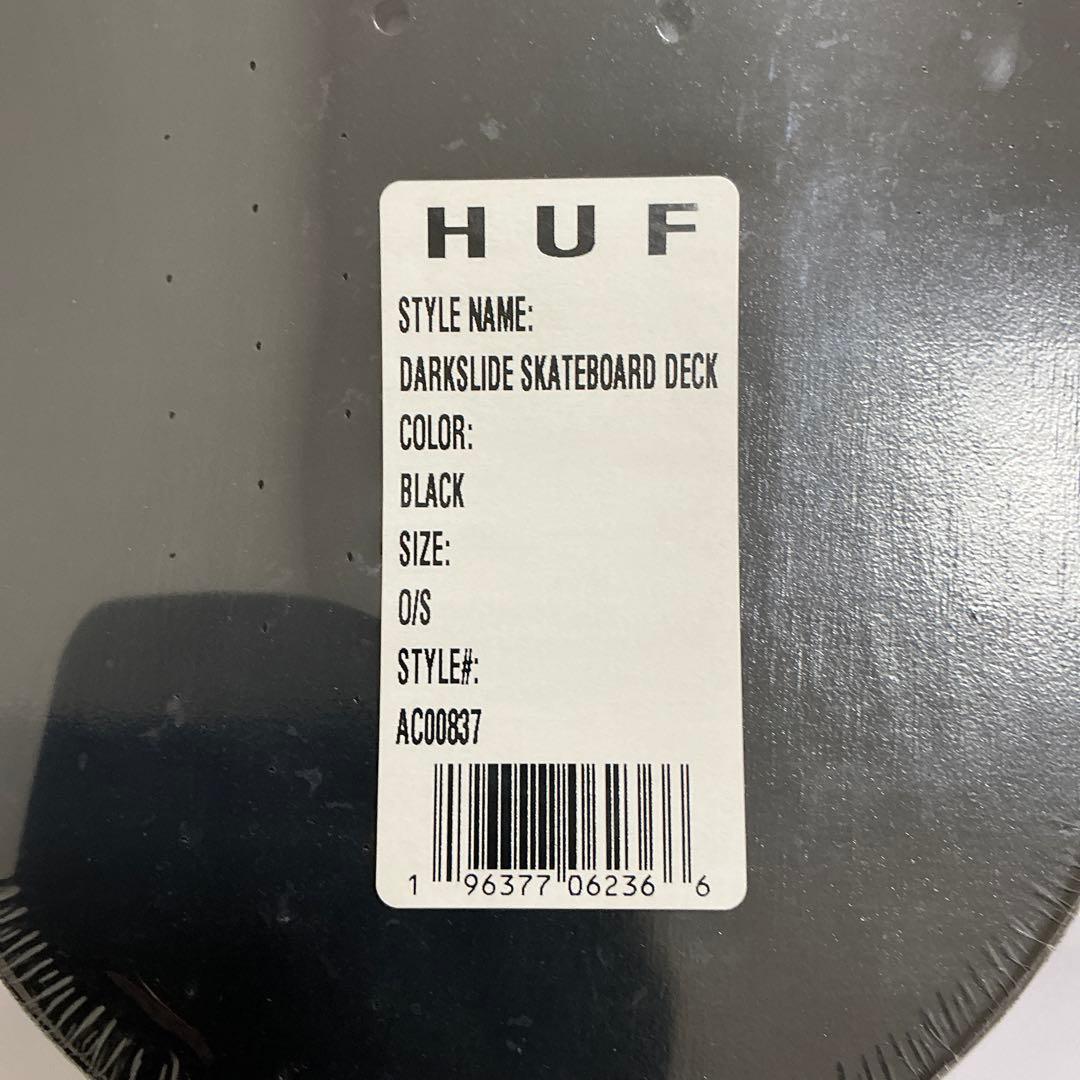 HUF
STYLE NAME:
DARKSLIDE SKATEBOARD DECK
COLOR:
BLACK
SIZE:
O/S
STYLE#:
AC00837
1 96377 06236 6